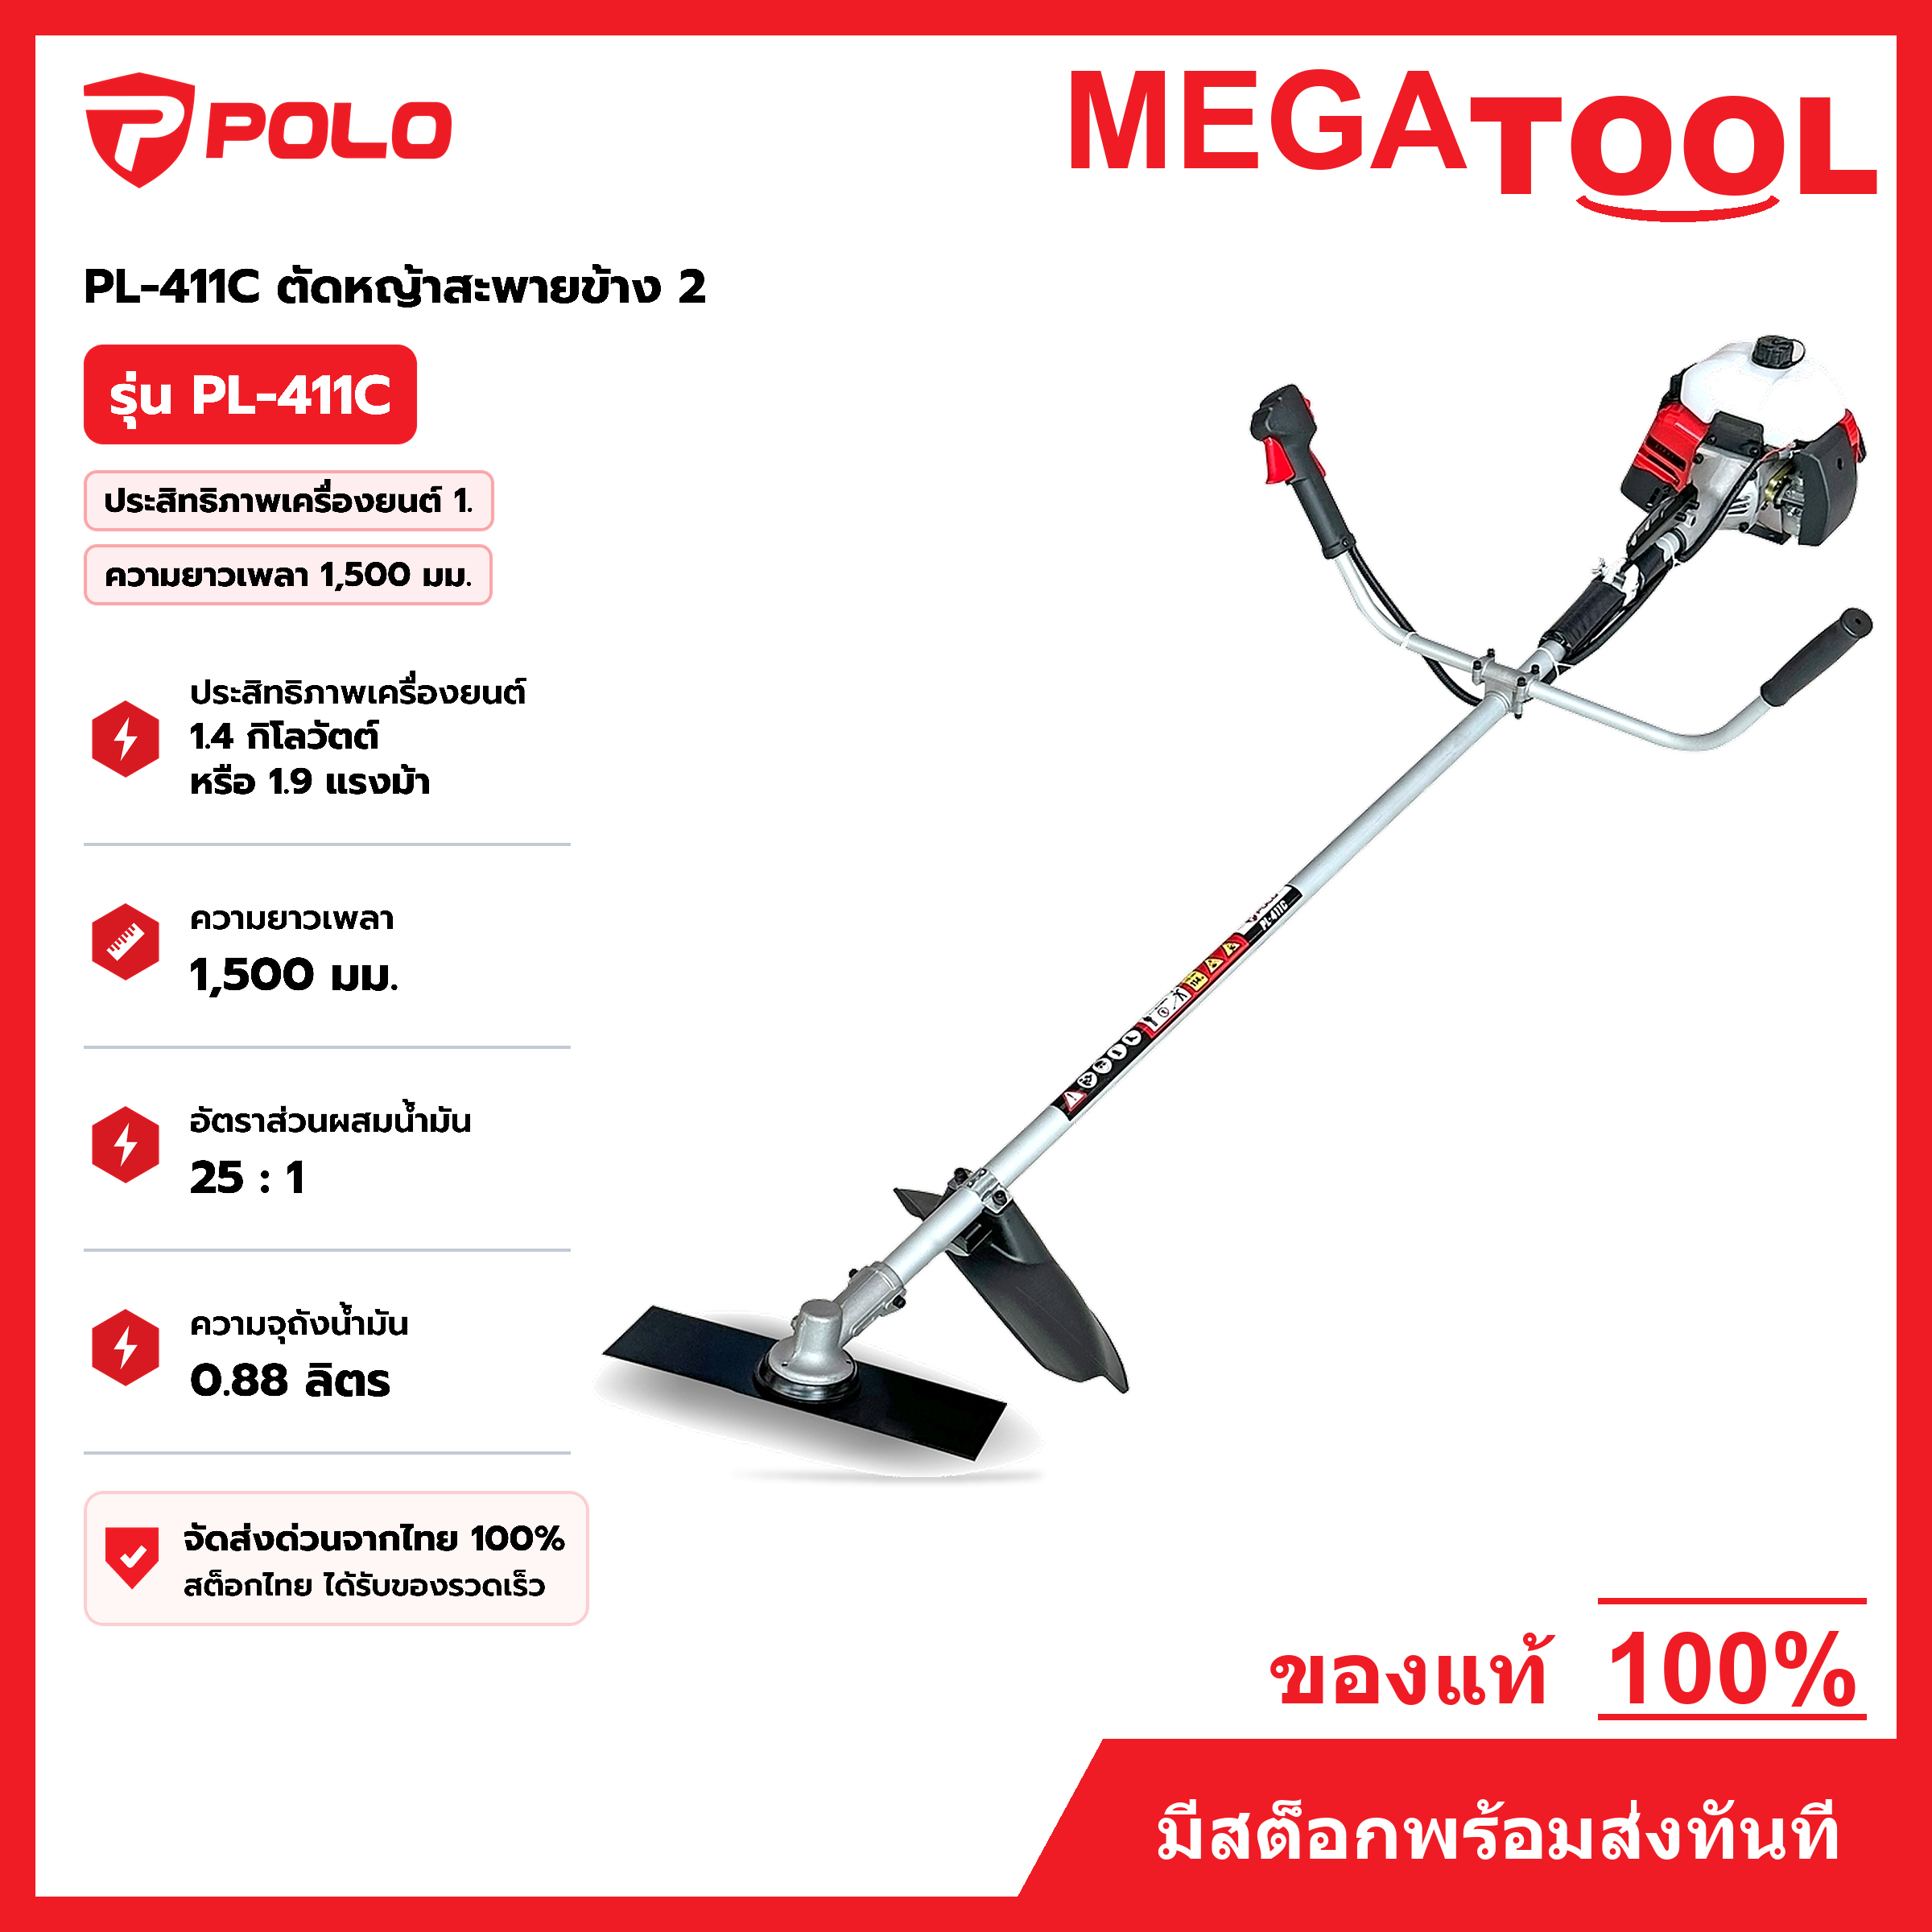 POLO
MEGATOOL
PL-411C ตัดหญ้าสะพายข้าง 2
รุ่น PL-411C
ประสิทธิภาพเครื่องยนต์ 1.
ความยาวเพลา 1,500 มม.
ประสิทธิภาพเครื่องยนต์
1.4 กิโลวัตต์
หรือ 1.9 แรงม้า
ความยาวเพลา
1,500 มม.
อัตราส่วนผสมน้ำมัน
25 : 1
ความจุถังน้ำมัน
0.88 ลิตร
จัดส่งด่วนจากไทย 100%
สต็อกไทย ได้รับของรวดเร็ว
PL-411C
ของแท้ 100%
มีสต็อกพร้อมส่งทันที